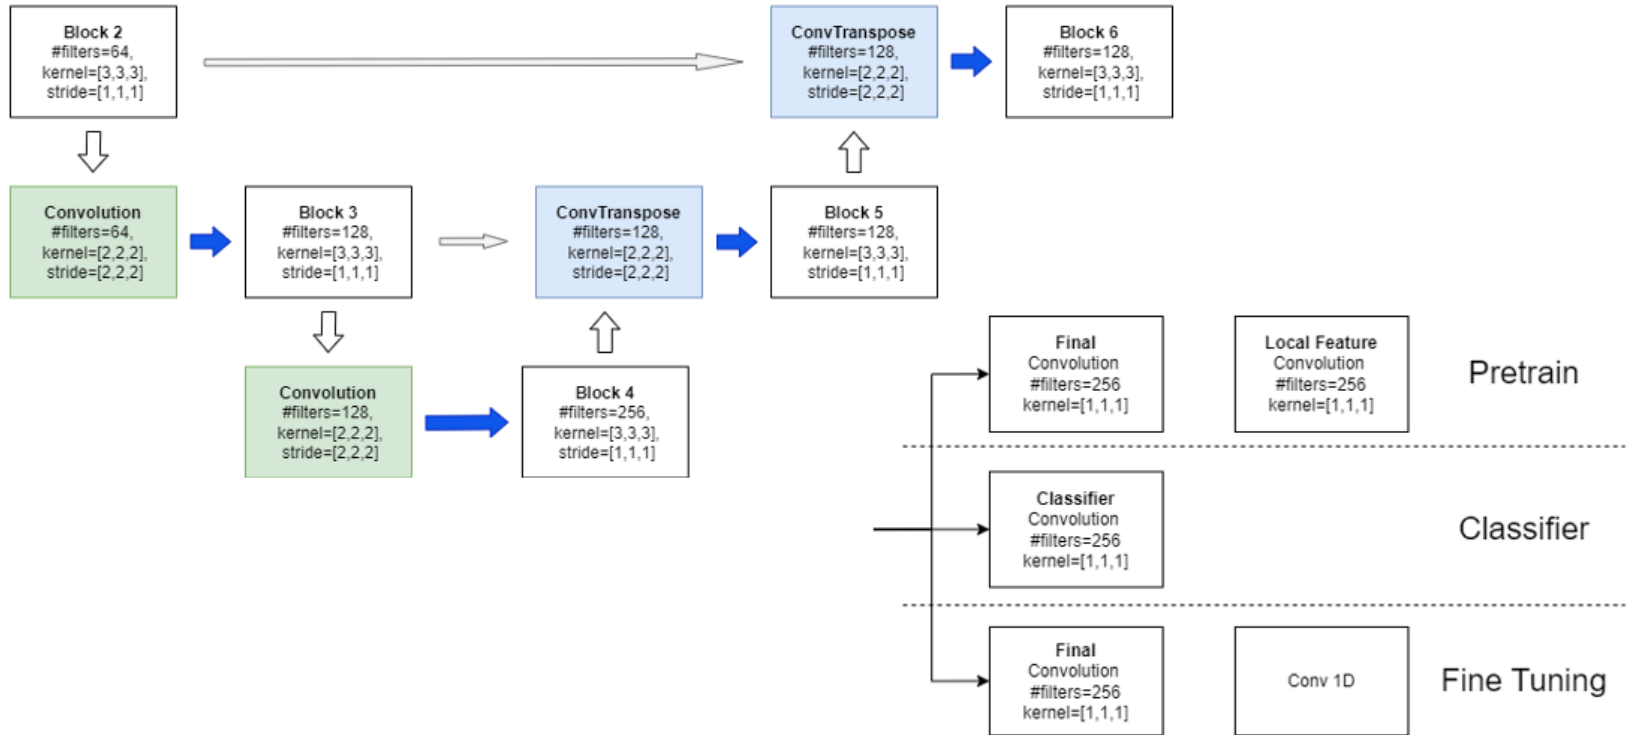 Block 2
#filters=64,
kernel=[3,3,3],
stride=[1,1,1]
ConvTranspose
#filters=128,
kernel=[2,2,2],
stride=[2,2,2]
Block 6
#filters=128,
kernel=[3,3,3],
stride=[1,1,1]
Convolution
#filters=64,
kernel=[2,2,2],
stride=[2,2,2]
Block 3
#filters=128,
kernel=[3,3,3],
stride=[1,1,1]
ConvTranspose
#filters=128,
kernel=[2,2,2],
stride=[2,2,2]
Block 5
#filters=128,
kernel=[3,3,3],
stride=[1,1,1]
Convolution
#filters=128,
kernel=[2,2,2],
stride=[2,2,2]
Block 4
#filters=256,
kernel=[3,3,3],
stride=[1,1,1]
Final
Convolution
#filters=256
kernel=[1,1,1]
Local Feature
Convolution
#filters=256
kernel=[1,1,1]
Pretrain
Classifier
Convolution
#filters=256
kernel=[1,1,1]
Classifier
Final
Convolution
#filters=256
kernel=[1,1,1]
Conv 1D
Fine Tuning